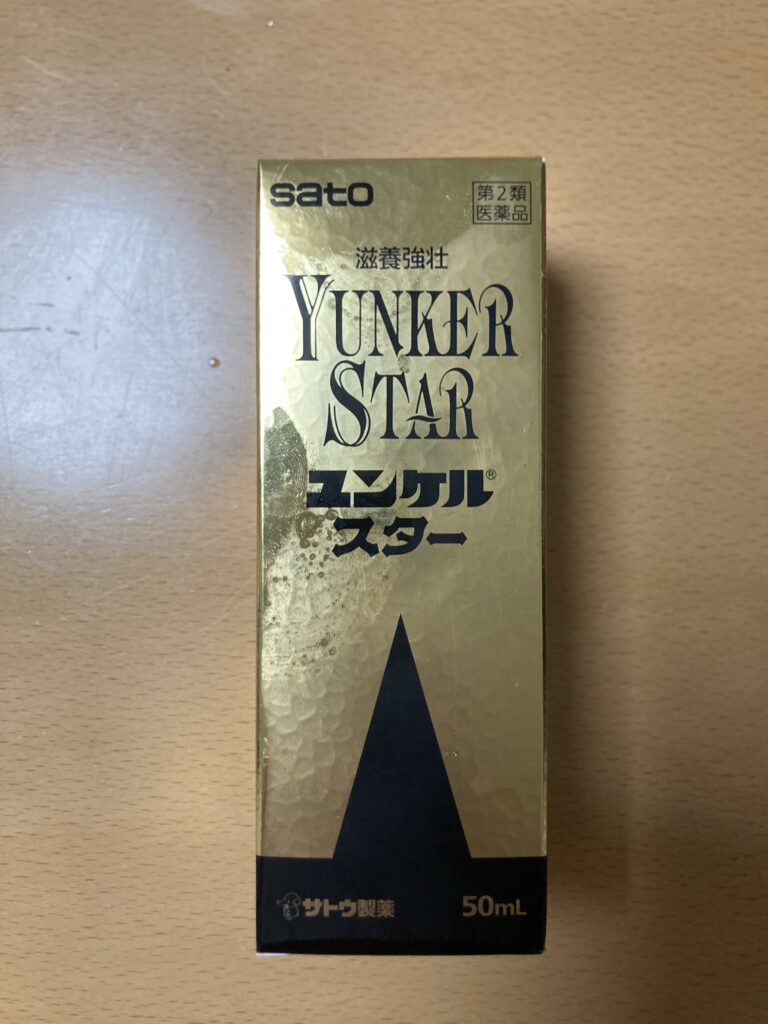 sato
第2類
医薬品
滋養強壮
YUNKER
STAR
ユンケル®
スター
サトウ製薬
50mL